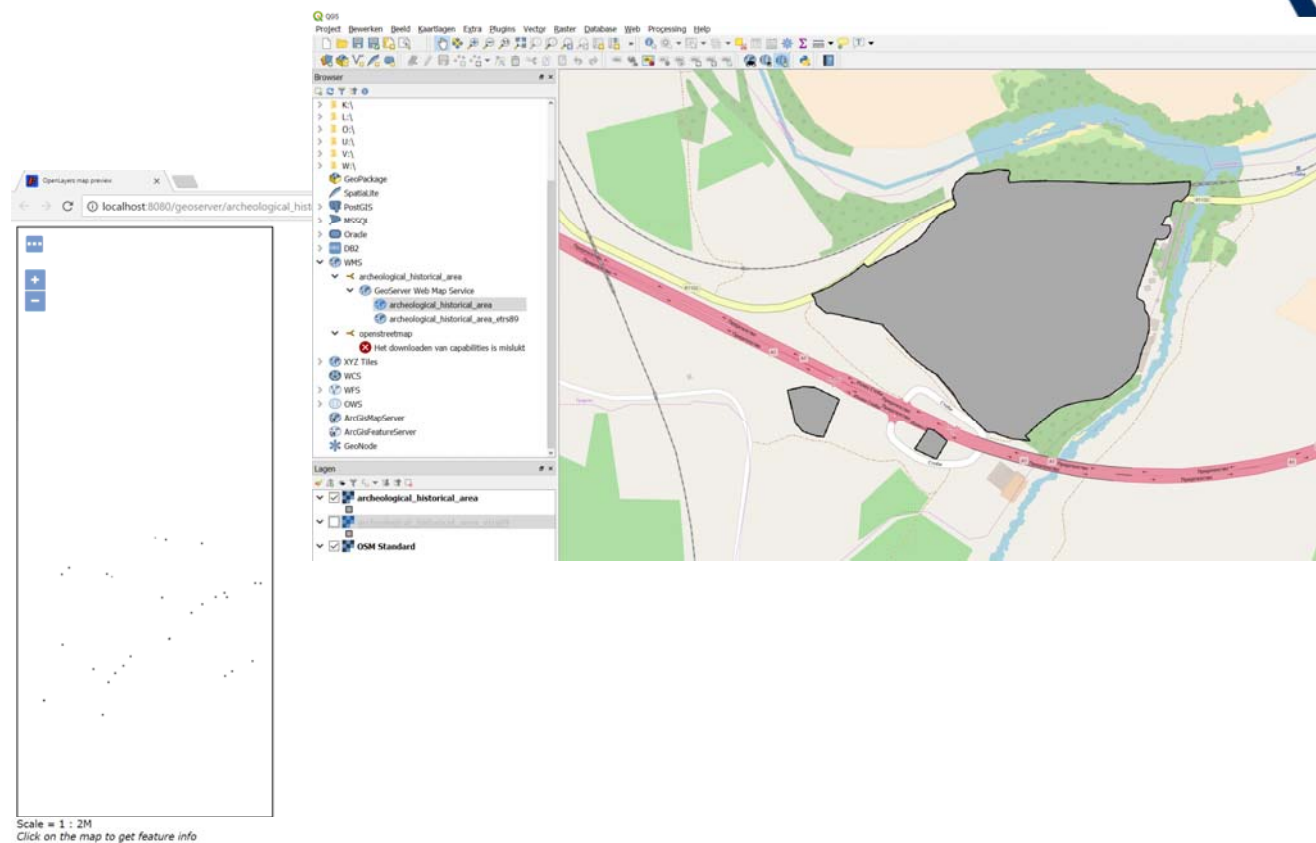 OpenLayers map preview
localhost:8080/geoserver/archeological_hist
Scale = 1 : 2M
Click on the map to get feature info
QGIS
Project Bewerken Beeld Kaartlagen Extra Plugins Vector Raster Database Web Processing Help
Browser
K:\
L:\
O:\
U:\
V:\
W:\
GeoPackage
SpatiaLite
PostGIS
MSSQL
Oracle
DB2
WMS
archeological_historical_area
GeoServer Web Map Service
archeological_historical_area
archeological_historical_area_etrs89
openstreetmap
Het downloaden van capabilities is mislukt
XYZ Tiles
WCS
WFS
OWS
ArcGisMapServer
ArcGisFeatureServer
GeoNode
Lagen
archeological_historical_area
archeological_historical_area_etrs89
OSM Standard